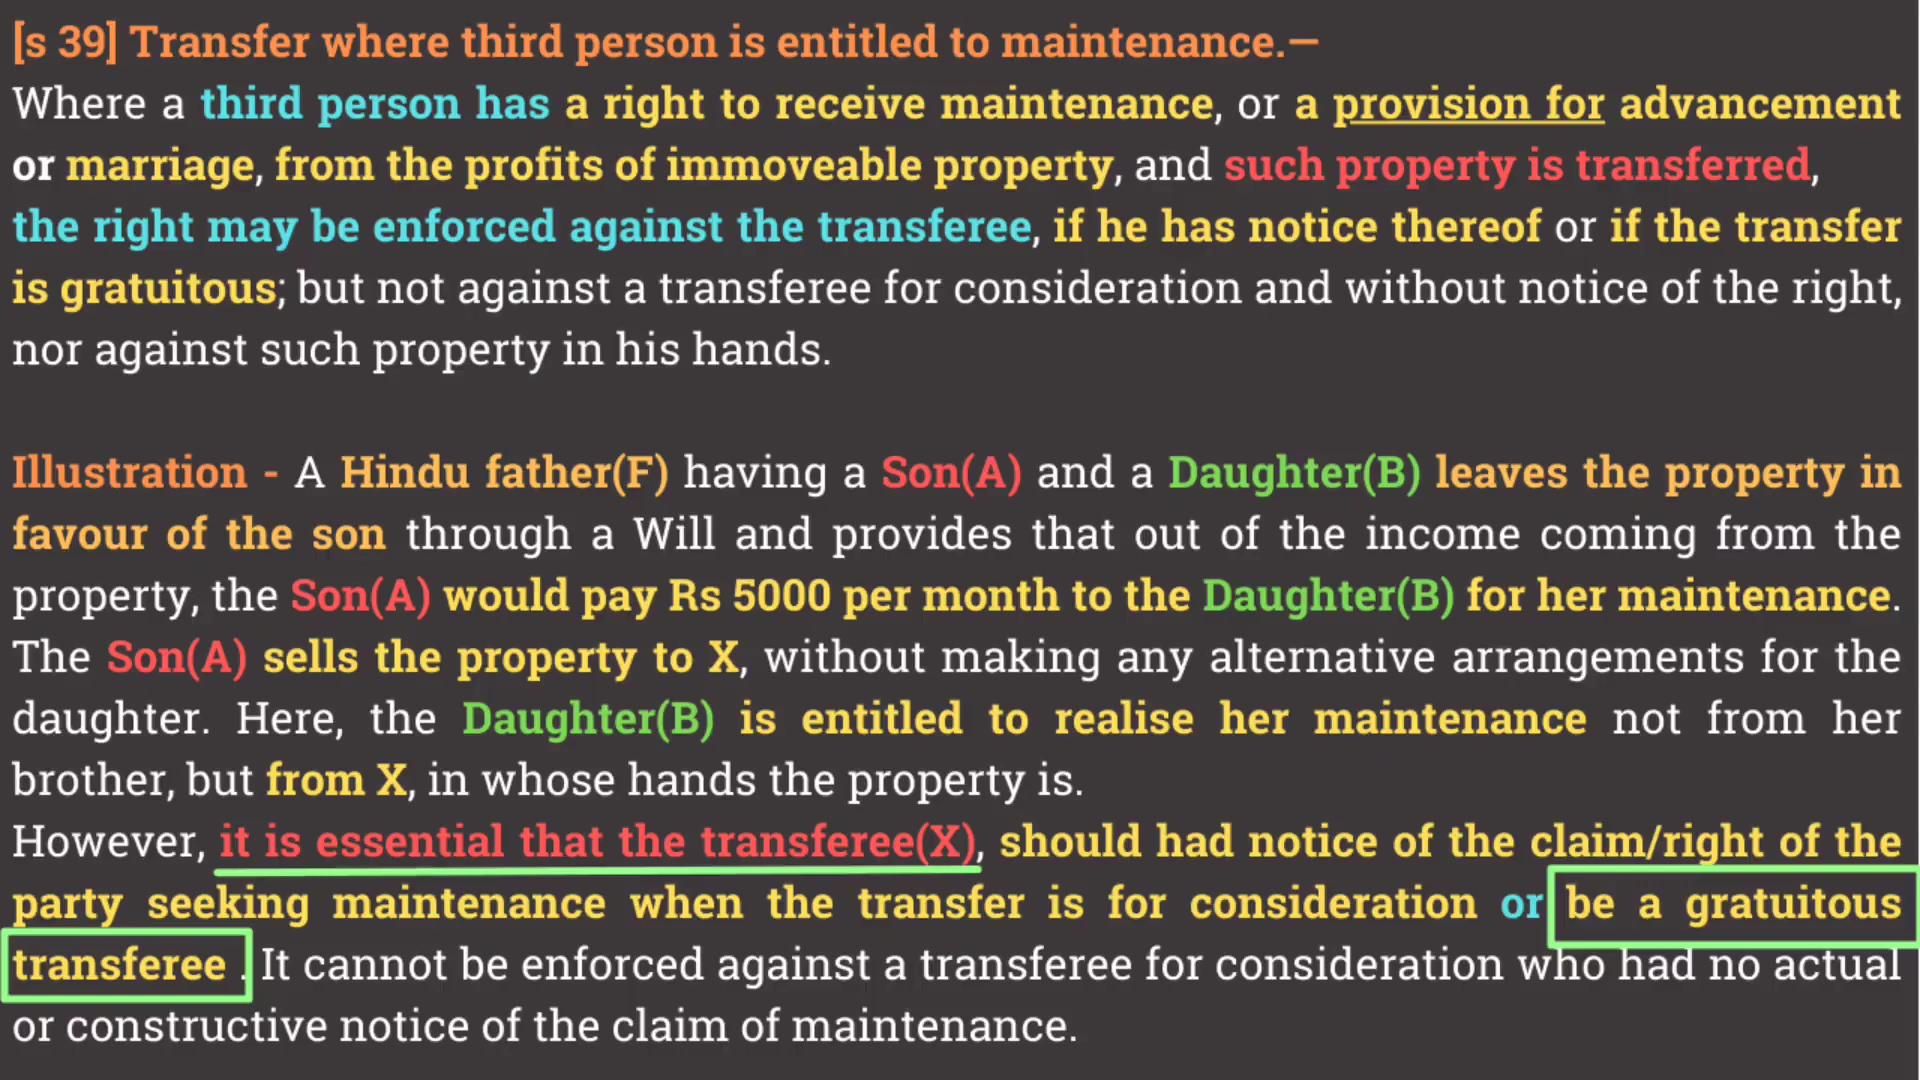 [s 39] Transfer where third person is entitled to maintenance.—
Where a third person has a right to receive maintenance, or a provision for advancement
or marriage, from the profits of immoveable property, and such property is transferred,
the right may be enforced against the transferee, if he has notice thereof or if the transfer
is gratuitous; but not against a transferee for consideration and without notice of the right,
nor against such property in his hands.
Illustration - A Hindu father(F) having a Son(A) and a Daughter(B) leaves the property in
favour of the son through a Will and provides that out of the income coming from the
property, the Son(A) would pay Rs 5000 per month to the Daughter(B) for her maintenance.
The Son(A) sells the property to X, without making any alternative arrangements for the
daughter. Here, the Daughter(B) is entitled to realise her maintenance not from her
brother, but from X, in whose hands the property is.
However, it is essential that the transferee(X), should had notice of the claim/right of the
party seeking maintenance when the transfer is for consideration or be a gratuitous
transferee . It cannot be enforced against a transferee for consideration who had no actual
or constructive notice of the claim of maintenance.